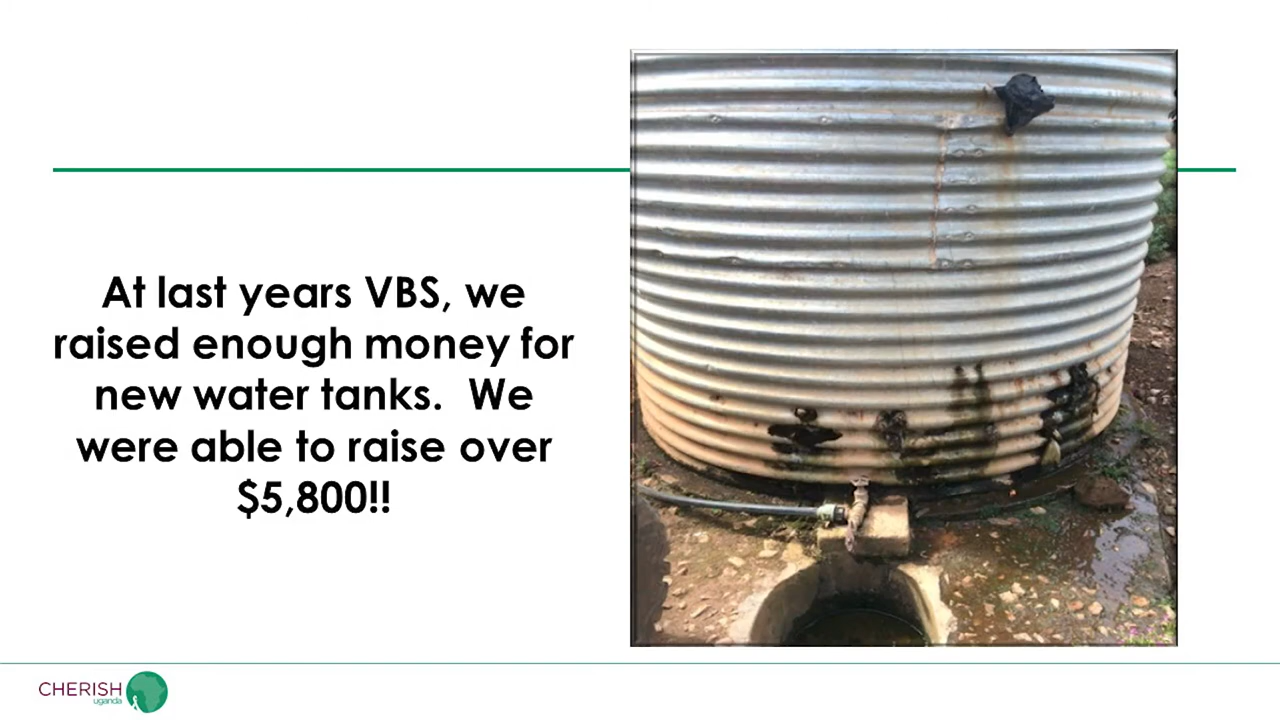 At last years VBS, we
raised enough money for
new water tanks.  We
were able to raise over
$5,800!!
CHERISH
uganda